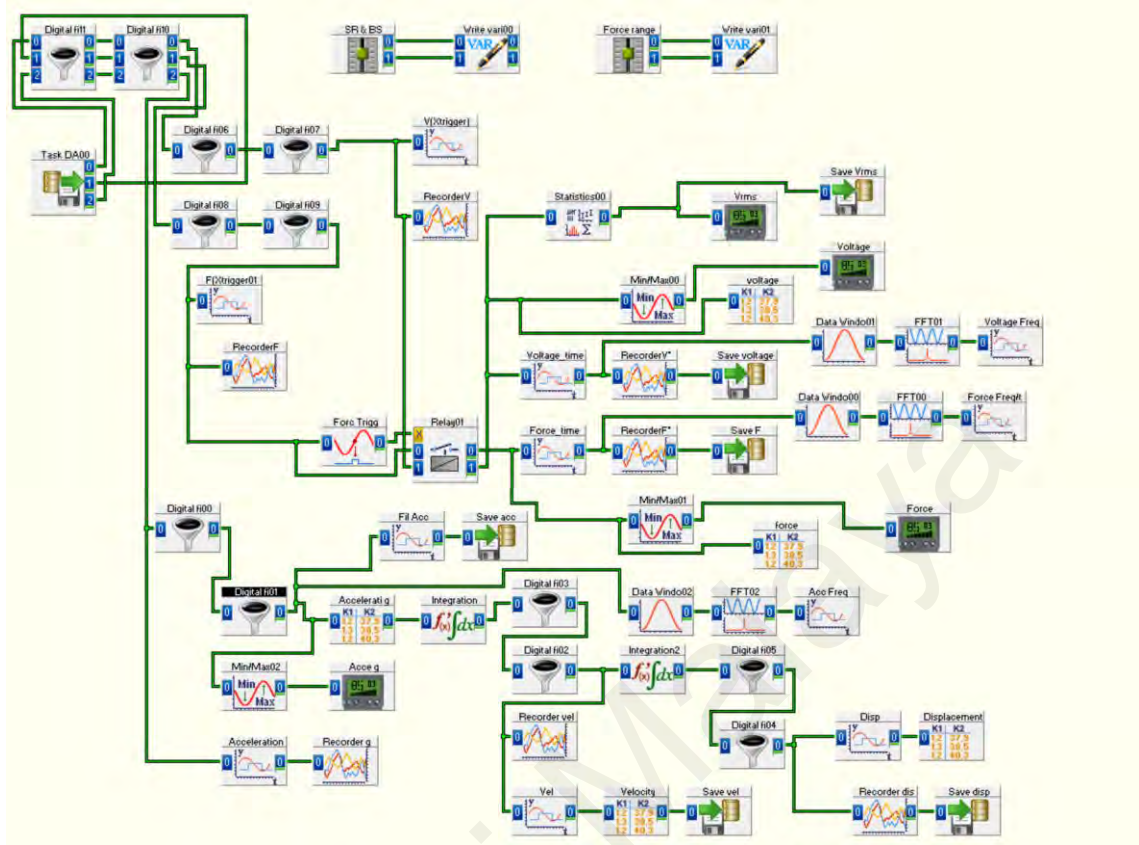 Digital fi11
Digital fi10
SR & BS
Write vari00
Force range
Write vari01
Digital fi06
Digital fi07
V(X)trigger)
Task DA00
Save Vrms
RecorderV
Statistics00
Vrms
Digital fi08
Digital fi09
Voltage
F(X)trigger01
Min/Max00
voltage
Data Windo01
FFT01
Voltage Freq
RecorderF
Voltage_time
RecorderV"
Save voltage
Data Windo00
FFT00
Force Freq/t
Forc Trigg
Relay01
Force_time
RecorderF"
Save F
Min/Max01
Force
Digital fi00
Fil Acc
Save acc
force
Digital fi01
Digital fi03
Data Windo02
FFT02
Acc Freq
Accelerati g
Integration
Digital fi02
Integration2
Digital fi05
Min/Max02
Acce g
Recorder vel
Digital fi04
Disp
Displacement
Acceleration
Recorder g
Vel
Velocity
Save vel
Recorder dis
Save disp